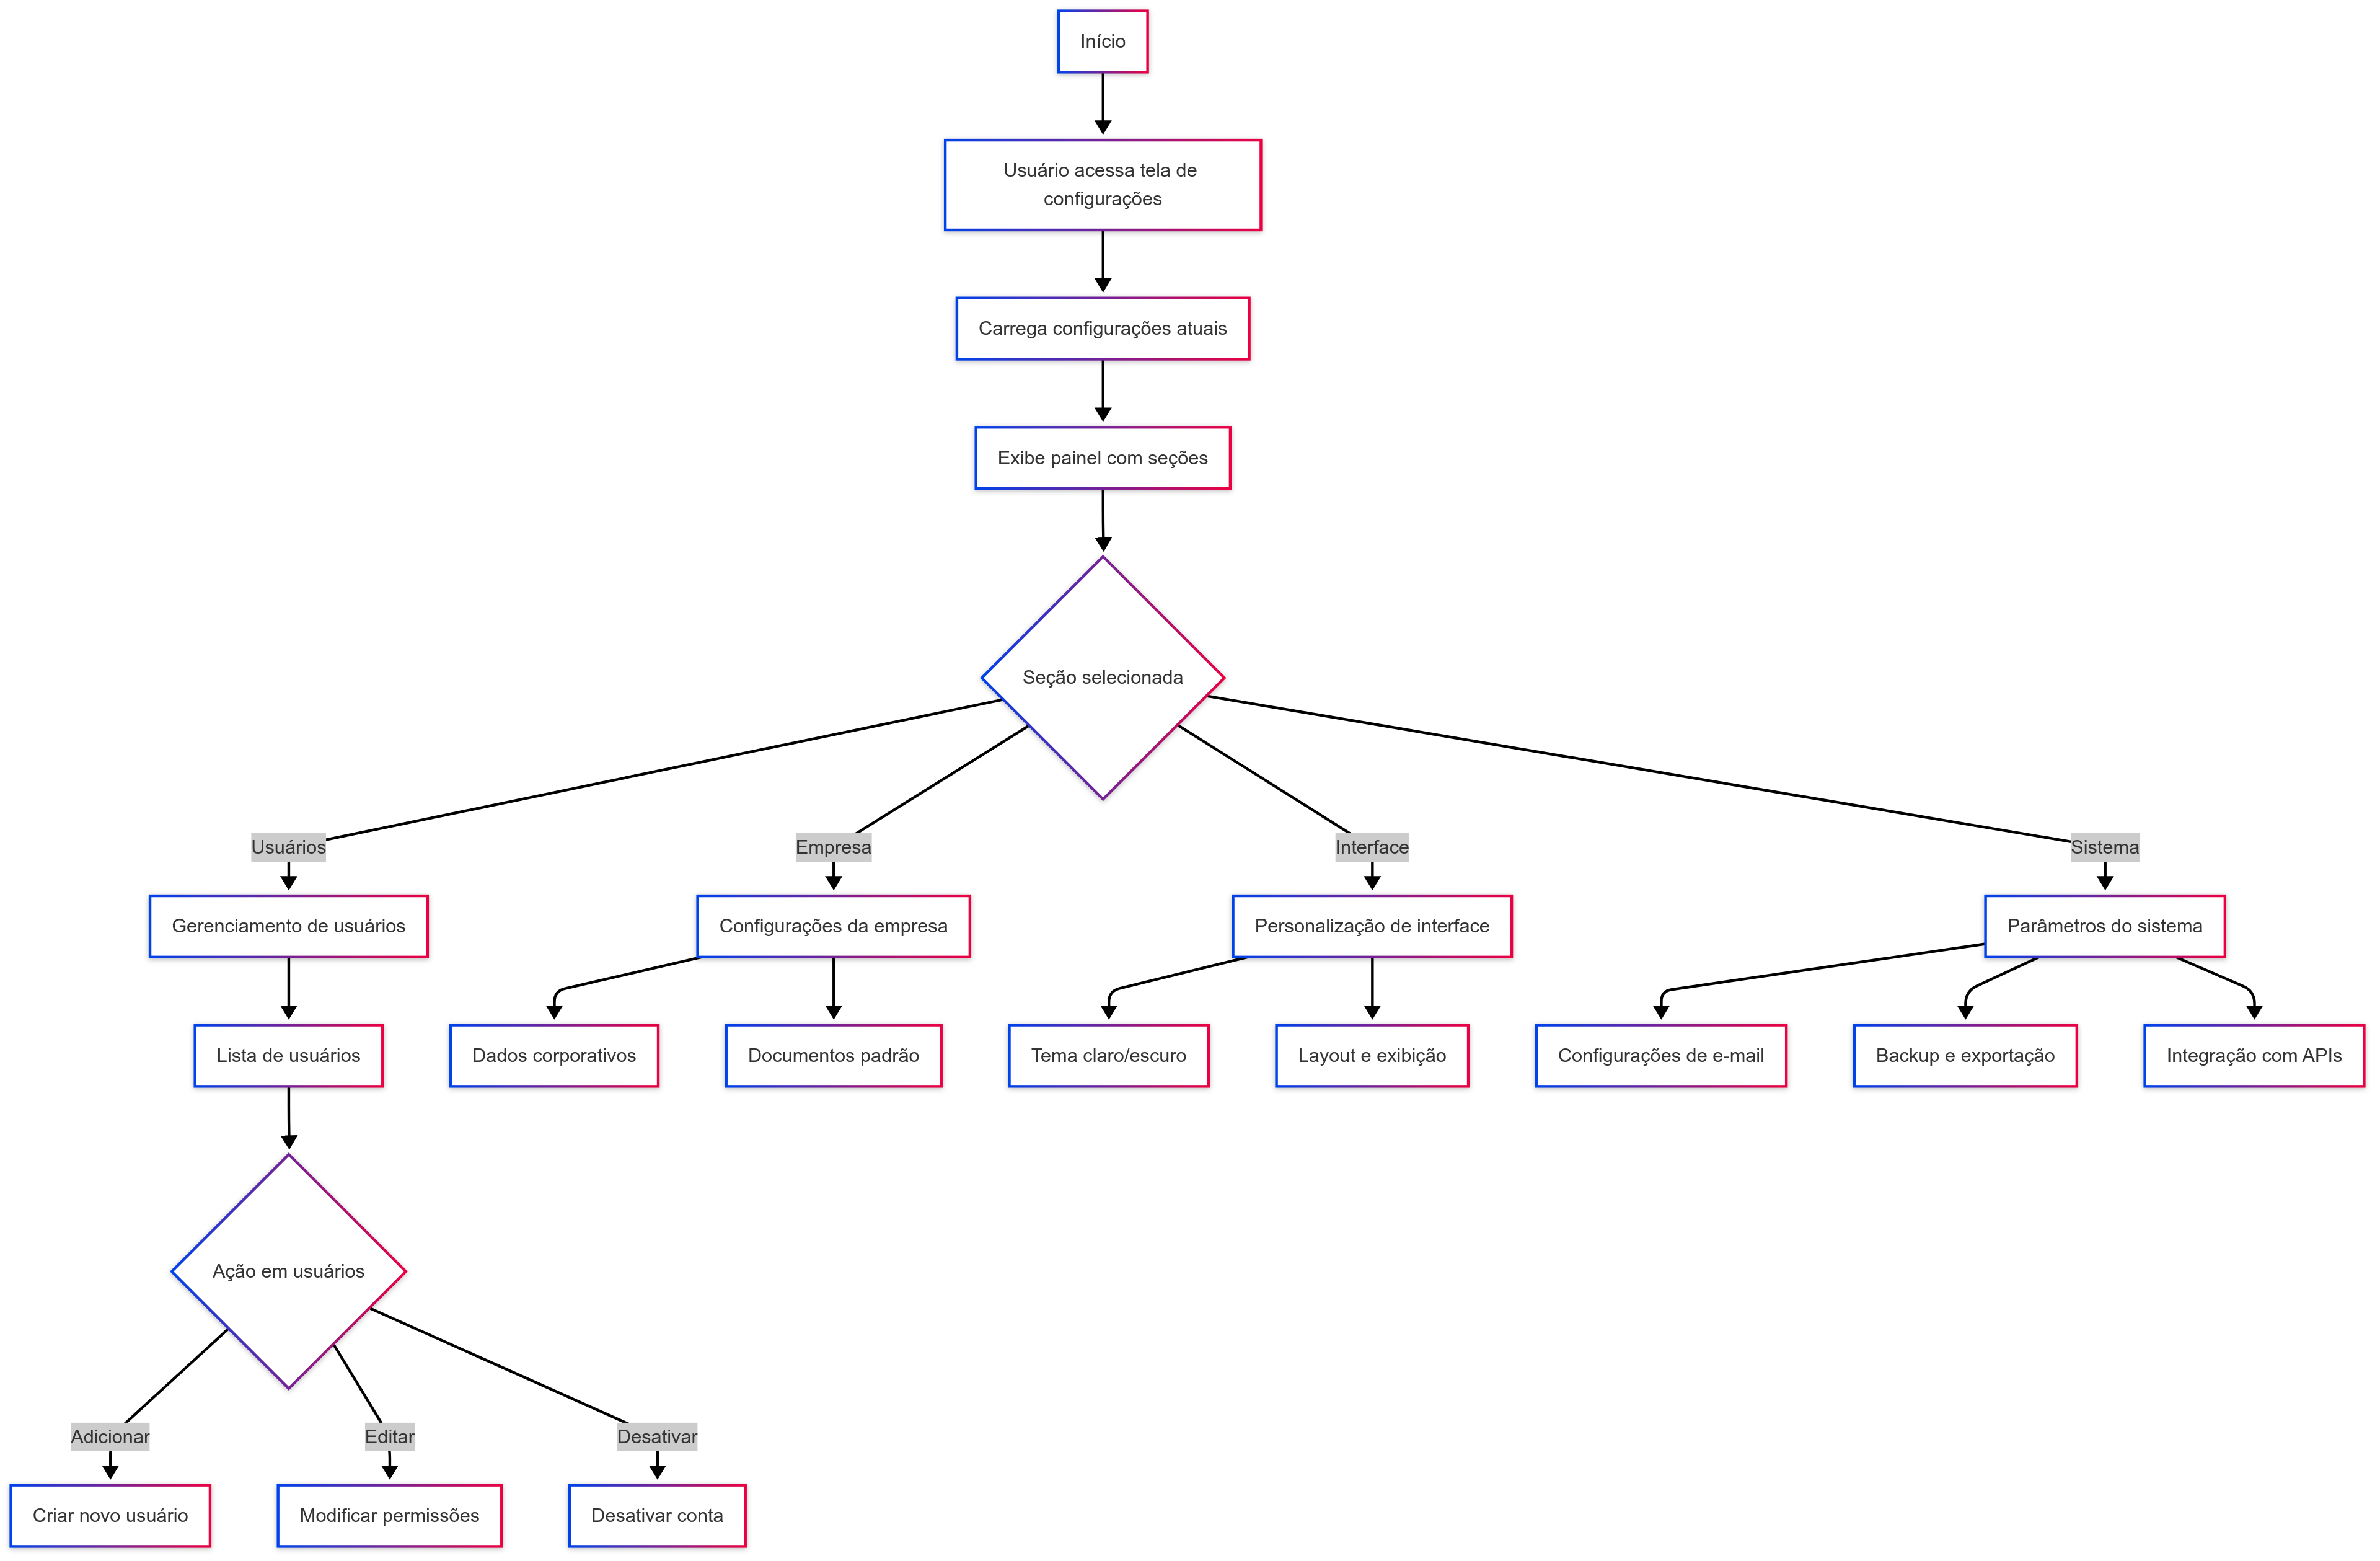 Início
Usuário acessa tela de
configurações
Carrega configurações atuais
Exibe painel com seções
Seção selecionada
Usuários
Empresa
Interface
Sistema
Gerenciamento de usuários
Configurações da empresa
Personalização de interface
Parâmetros do sistema
Lista de usuários
Dados corporativos
Documentos padrão
Tema claro/escuro
Layout e exibição
Configurações de e-mail
Backup e exportação
Integração com APIs
Ação em usuários
Adicionar
Editar
Desativar
Criar novo usuário
Modificar permissões
Desativar conta